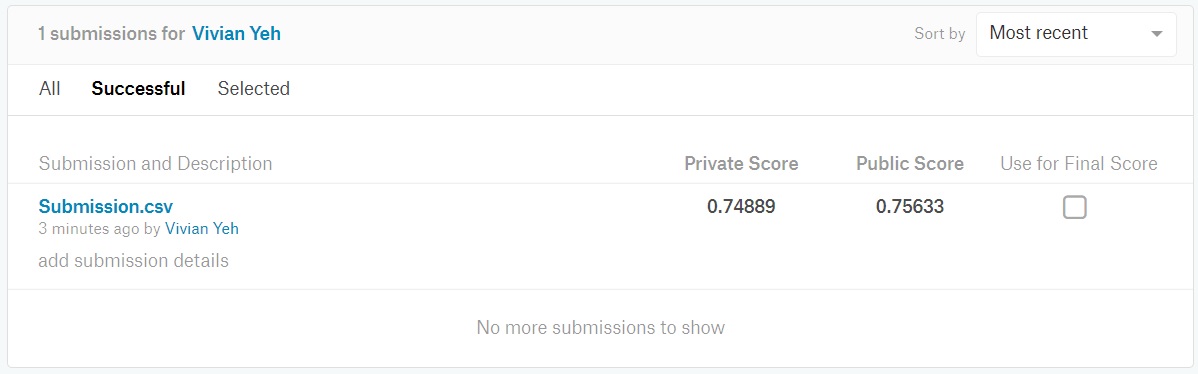 1 submissions for Vivian Yeh Sort by Most recent
All Successful Selected
Submission and Description Private Score Public Score Use for Final Score
Submission.csv 0.74889 0.75633
3 minutes ago by Vivian Yeh
add submission details
No more submissions to show